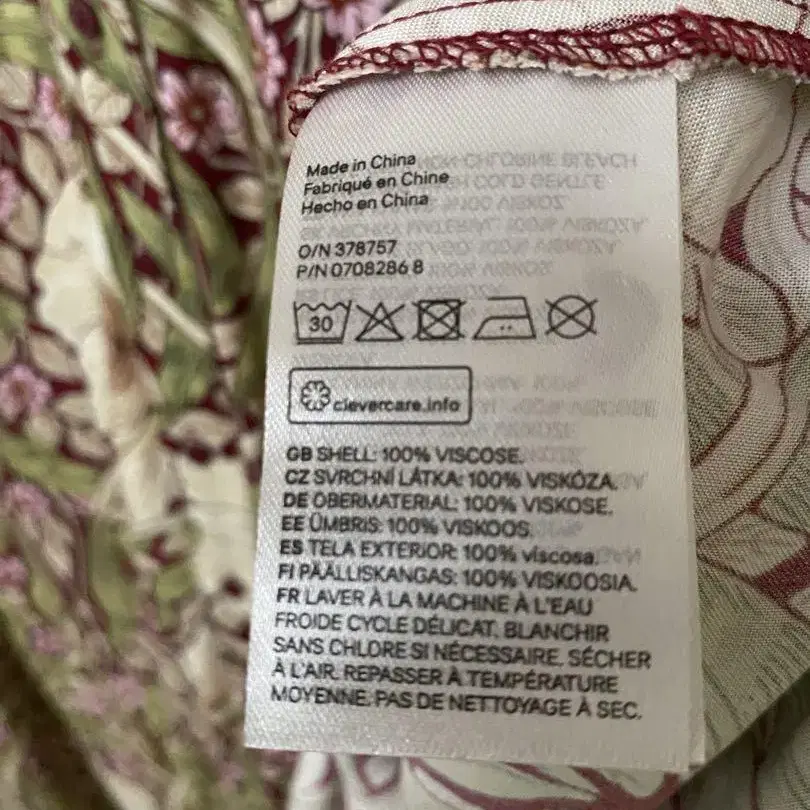 Made in China
Fabriqué en Chine
Hecho en China
O/N 378757
P/N 0708286 8
30
clevercare.info
GB SHELL: 100% VISCOSE.
CZ SVRCHNÍ LÁTKA: 100% VISKÓZA.
DE OBERMATERIAL: 100% VISKOSE.
EE ÜMBRIS: 100% VISKOOS.
ES TELA EXTERIOR: 100% viscosa.
FI PÄÄLLISKANGAS: 100% VISKOOSIA.
FR LAVER À LA MACHINE À L'EAU
FROIDE CYCLE DÉLICAT. BLANCHIR
SANS CHLORE SI NÉCESSAIRE. SÉCHER
À L'AIR. REPASSER À TEMPÉRATURE
MOYENNE. PAS DE NETTOYAGE À SEC.